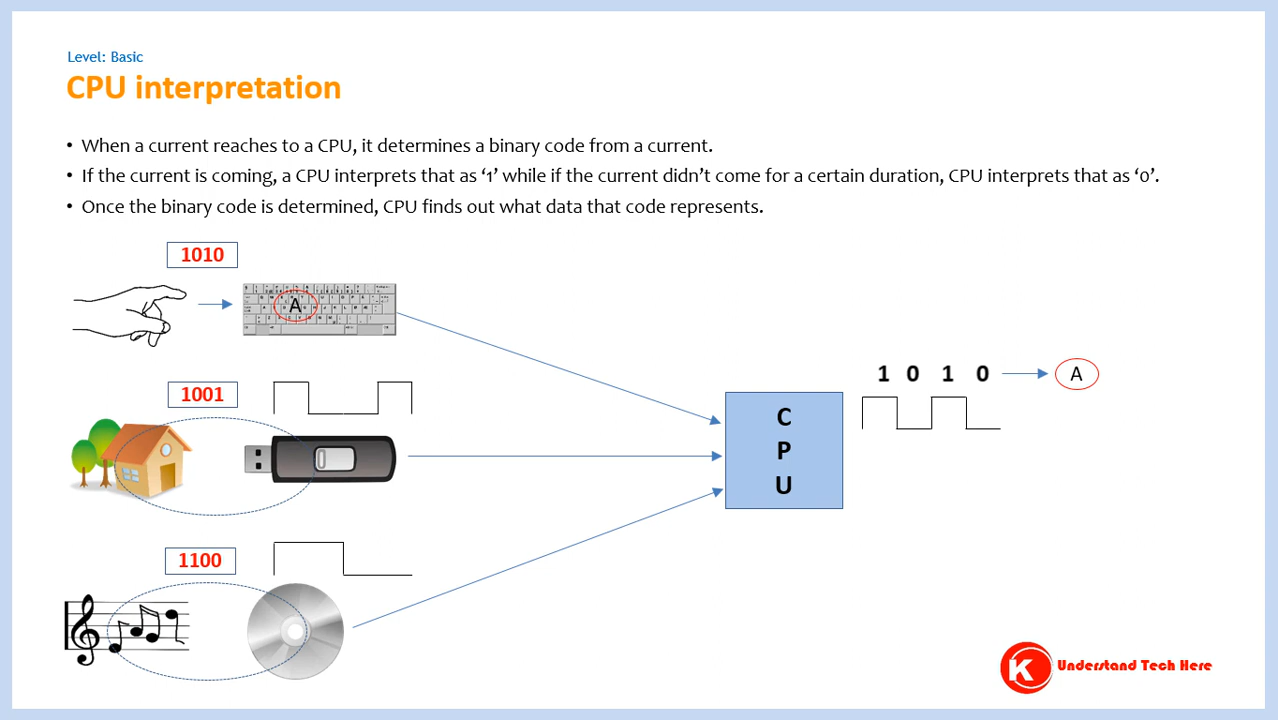 Level: Basic
CPU interpretation
• When a current reaches to a CPU, it determines a binary code from a current.
• If the current is coming, a CPU interprets that as ‘1’ while if the current didn’t come for a certain duration, CPU interprets that as ‘0’.
• Once the binary code is determined, CPU finds out what data that code represents.
1010
A
1001
1100
C
P
U
1 0 1 0
A
K
Understand Tech Here